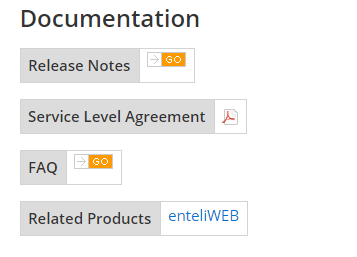 Documentation
Release Notes GO
Service Level Agreement
FAQ GO
Related Products enteliWEB